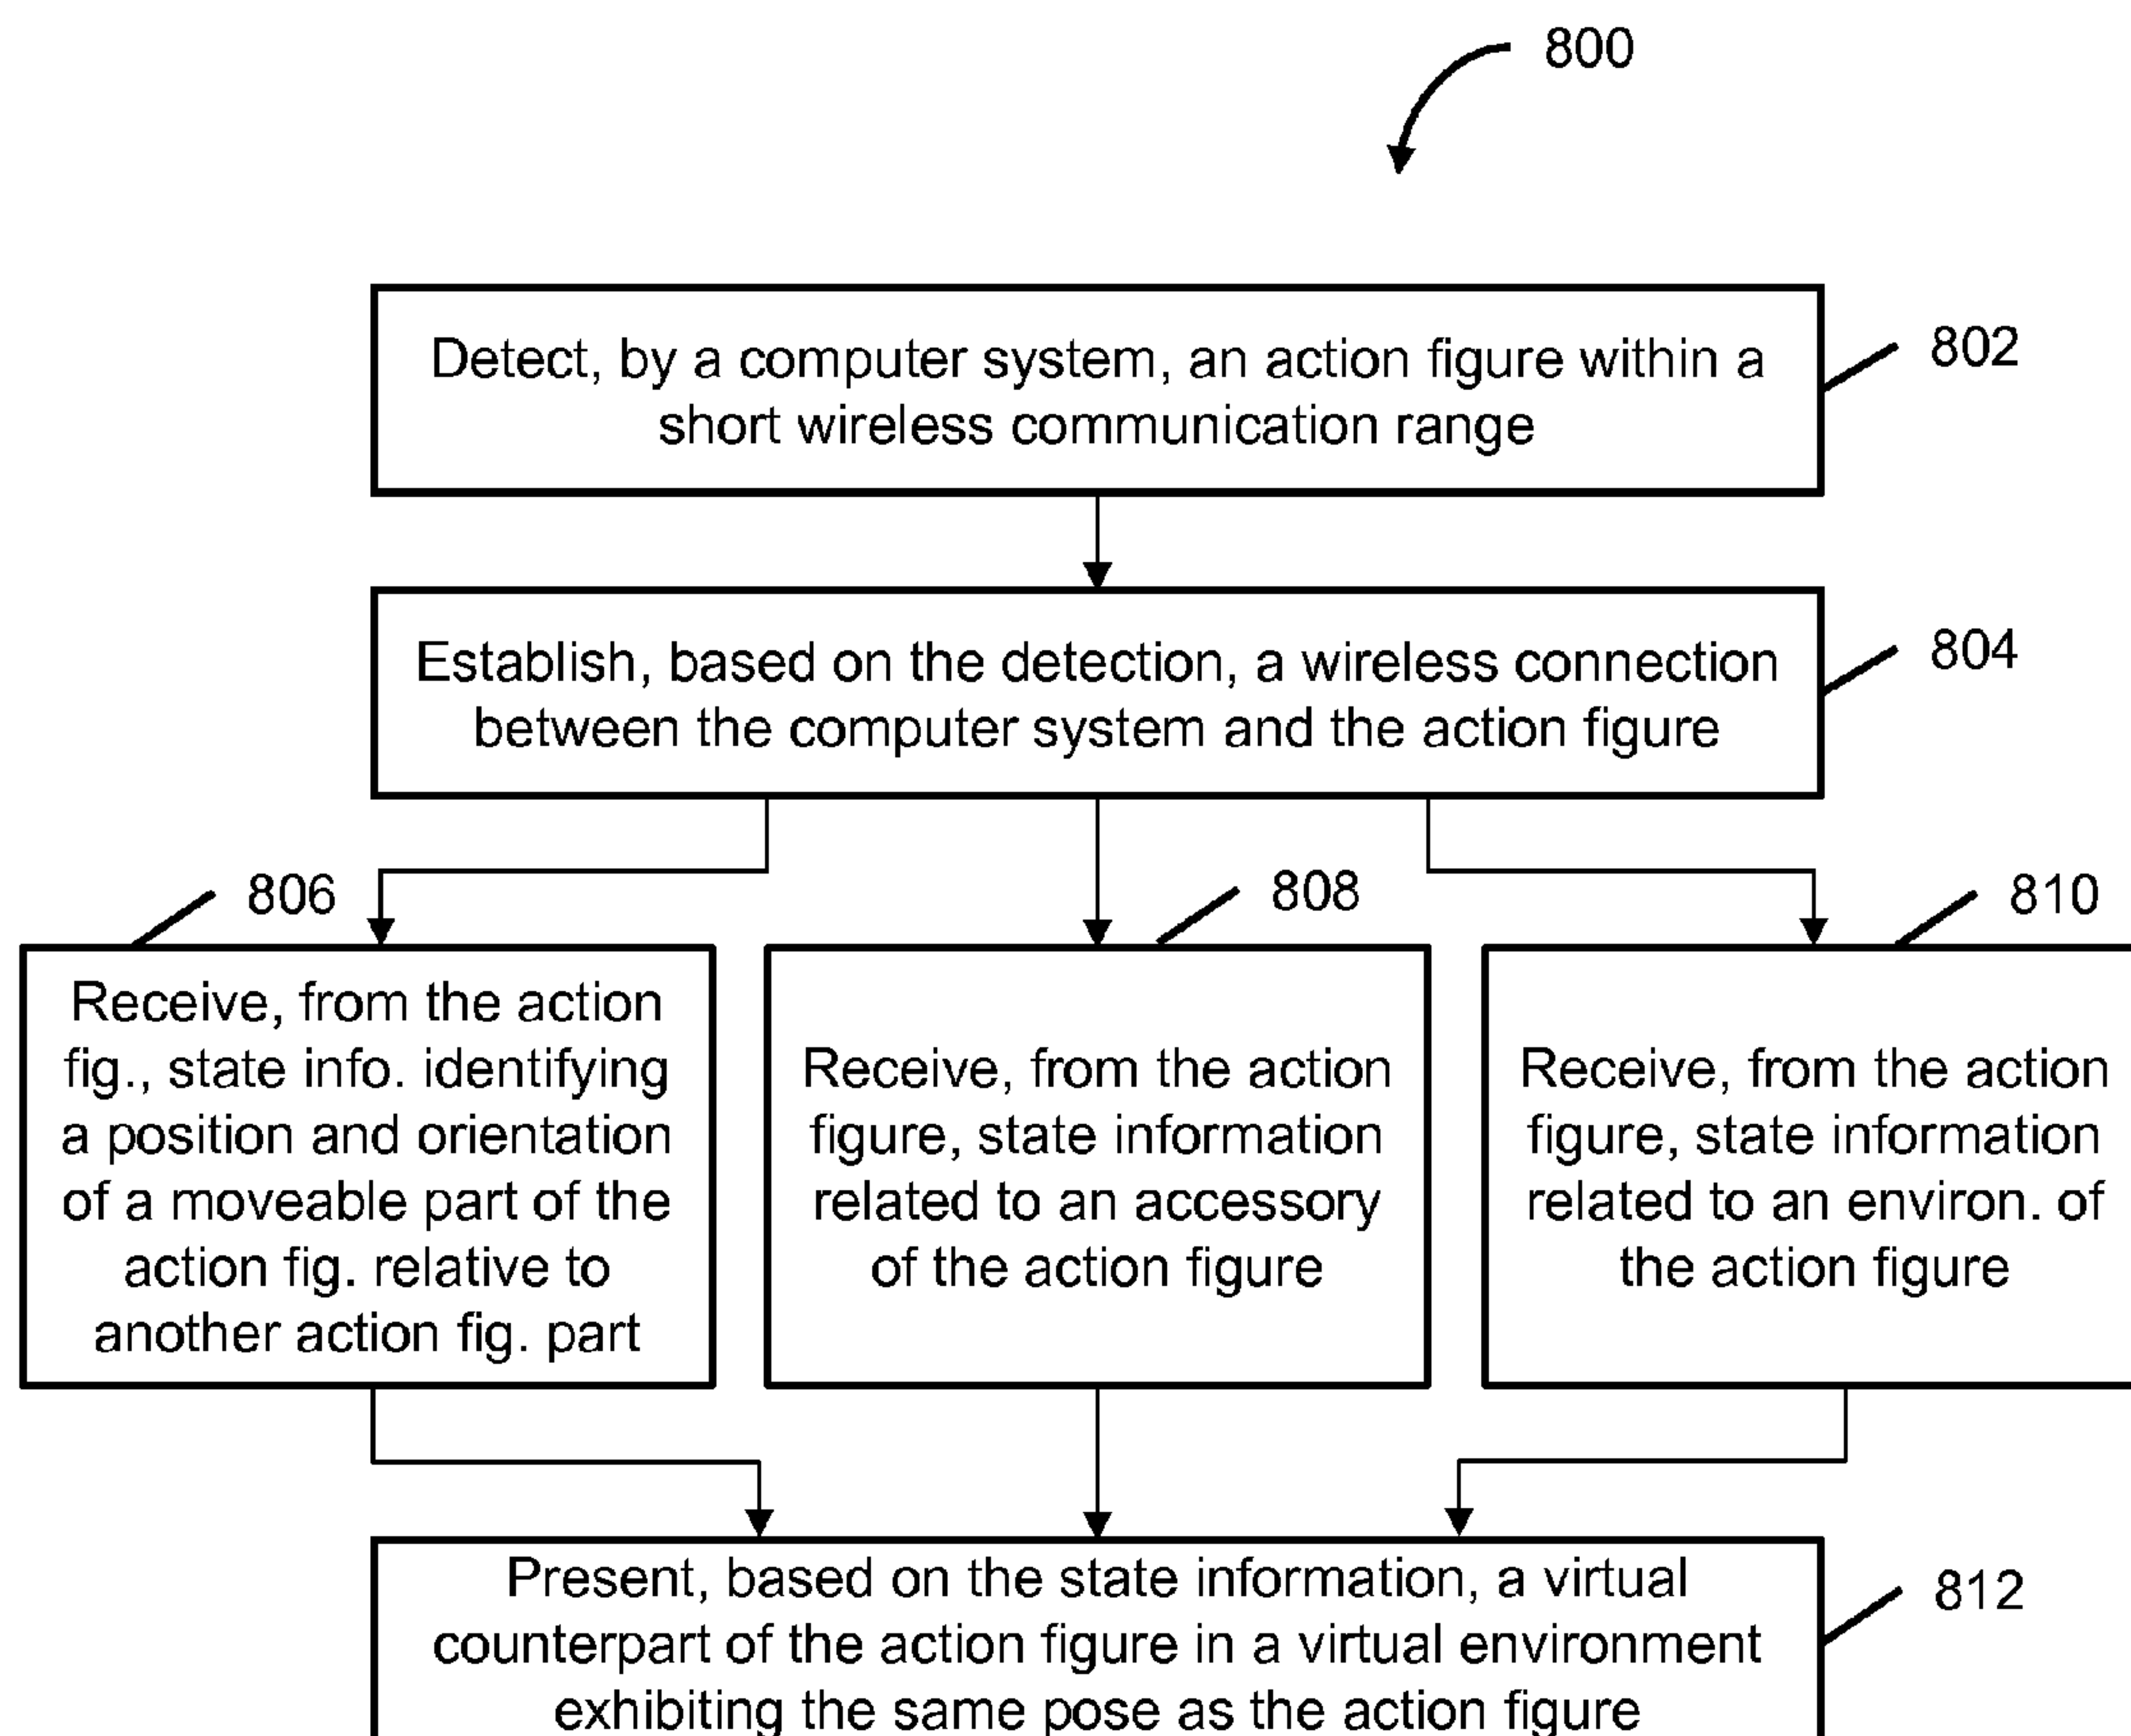 800
Detect, by a computer system, an action figure within a
short wireless communication range
802
Establish, based on the detection, a wireless connection
between the computer system and the action figure
804
806
Receive, from the action
fig., state info. identifying
a position and orientation
of a moveable part of the
action fig. relative to
another action fig. part
808
Receive, from the action
figure, state information
related to an accessory
of the action figure
810
Receive, from the action
figure, state information
related to an environ. of
the action figure
Present, based on the state information, a virtual
counterpart of the action figure in a virtual environment
exhibiting the same pose as the action figure
812